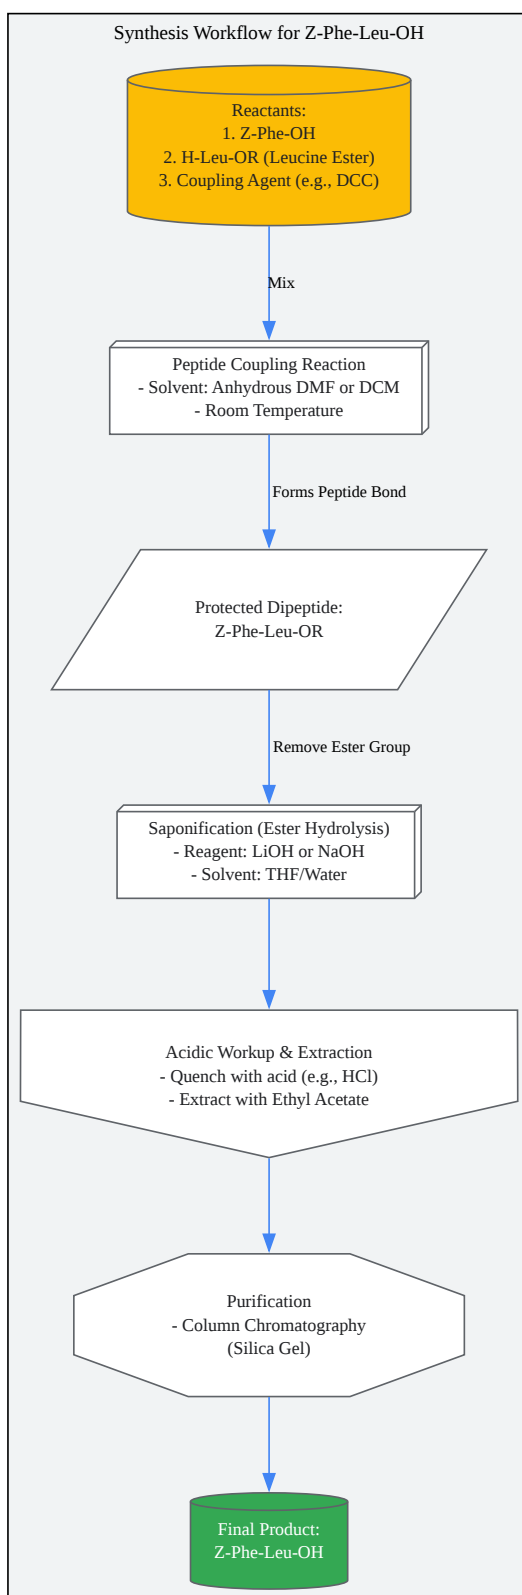 Synthesis Workflow for Z-Phe-Leu-OH
Reactants:
1. Z-Phe-OH
2. H-Leu-OR (Leucine Ester)
3. Coupling Agent (e.g., DCC)
Mix
Peptide Coupling Reaction
- Solvent: Anhydrous DMF or DCM
- Room Temperature
Forms Peptide Bond
Protected Dipeptide:
Z-Phe-Leu-OR
Remove Ester Group
Saponification (Ester Hydrolysis)
- Reagent: LiOH or NaOH
- Solvent: THF/Water
Acidic Workup & Extraction
- Quench with acid (e.g., HCl)
- Extract with Ethyl Acetate
Purification
- Column Chromatography
(Silica Gel)
Final Product:
Z-Phe-Leu-OH